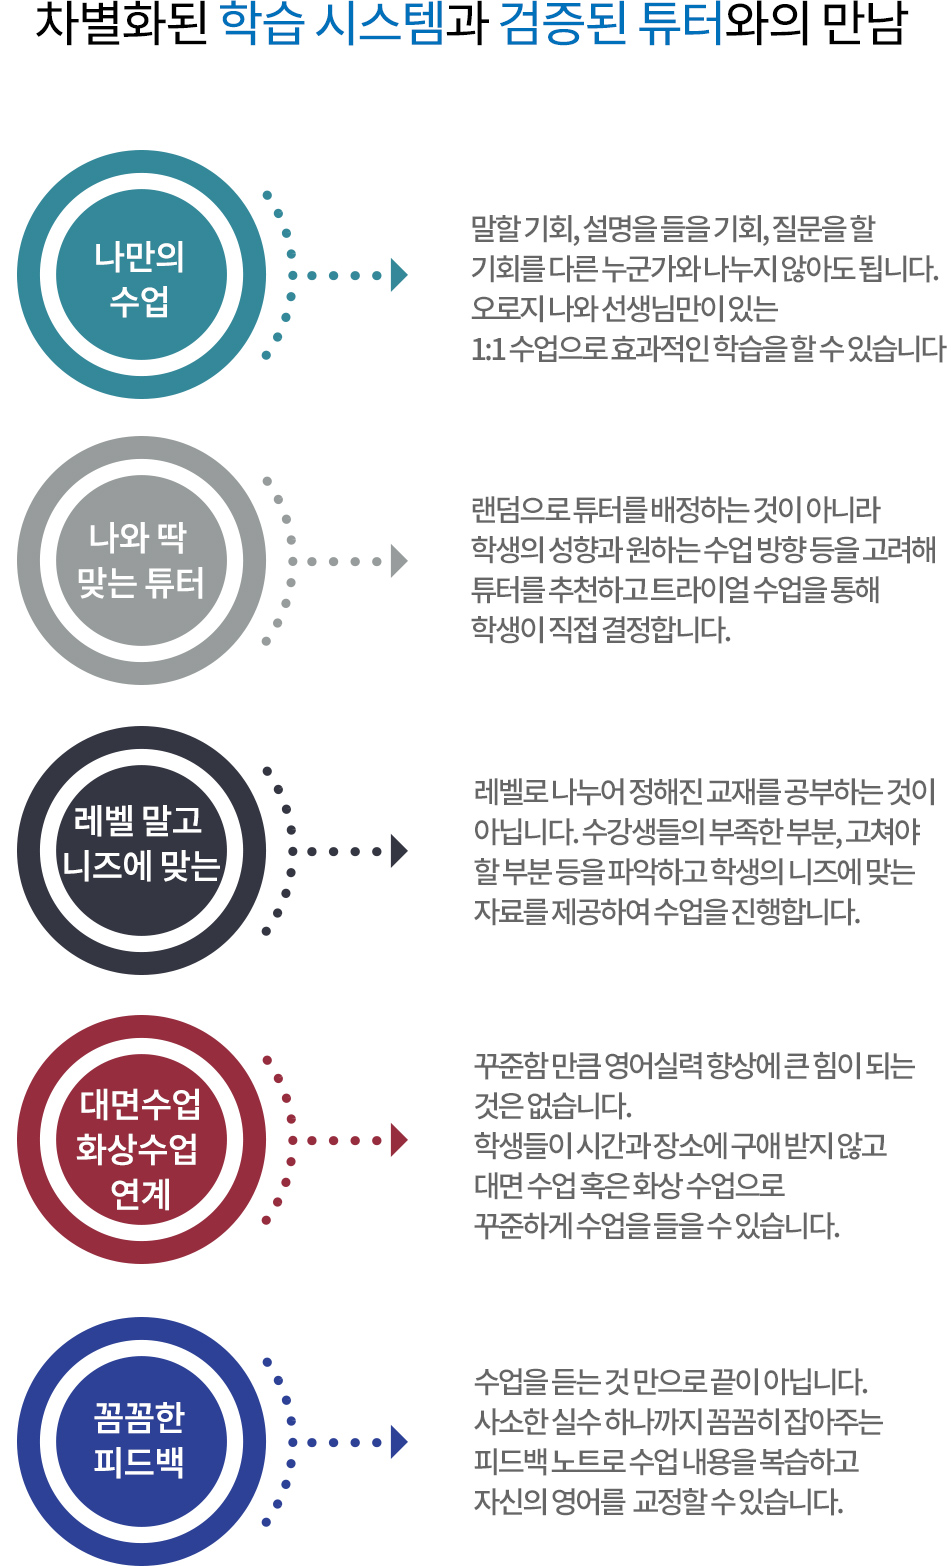 차별화된 학습 시스템과 검증된 튜터와의 만남
나만의
수업
말할 기회, 설명을 들을 기회, 질문을 할
기회를 다른 누군가와 나누지 않아도 됩니다.
오로지 나와 선생님만이 있는
1:1 수업으로 효과적인 학습을 할 수 있습니다
나와 딱
맞는 튜터
랜덤으로 튜터를 배정하는 것이 아니라
학생의 성향과 원하는 수업 방향 등을 고려해
튜터를 추천하고 트라이얼 수업을 통해
학생이 직접 결정합니다.
레벨 말고
니즈에 맞는
레벨로 나누어 정해진 교재를 공부하는 것이
아닙니다. 수강생들의 부족한 부분, 고쳐야
할 부분 등을 파악하고 학생의 니즈에 맞는
자료를 제공하여 수업을 진행합니다.
대면수업
화상수업
연계
꾸준함 만큼 영어실력 향상에 큰 힘이 되는
것은 없습니다.
학생들이 시간과 장소에 구애 받지 않고
대면 수업 혹은 화상 수업으로
꾸준하게 수업을 들을 수 있습니다.
꼼꼼한
피드백
수업을 듣는 것 만으로 끝이 아닙니다.
사소한 실수 하나까지 꼼꼼히 잡아주는
피드백 노트로 수업 내용을 복습하고
자신의 영어를 교정할 수 있습니다.